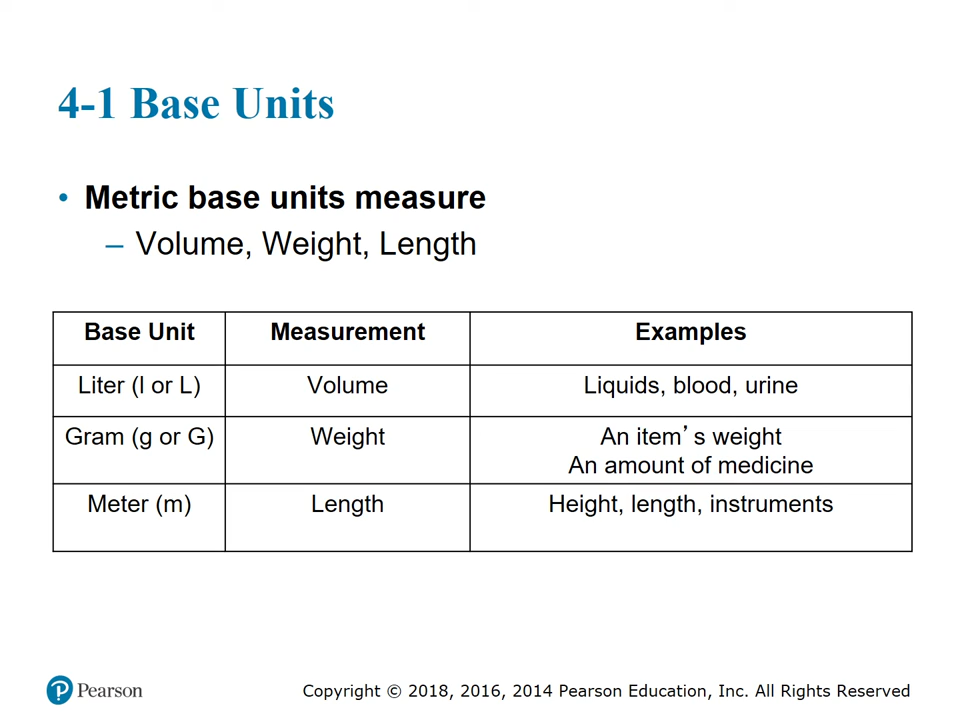 4-1 Base Units
• Metric base units measure
– Volume, Weight, Length
Base Unit Measurement Examples
Liter (l or L) Volume Liquids, blood, urine
Gram (g or G) Weight An item’s weight
An amount of medicine
Meter (m) Length Height, length, instruments
Pearson
Copyright © 2018, 2016, 2014 Pearson Education, Inc. All Rights Reserved